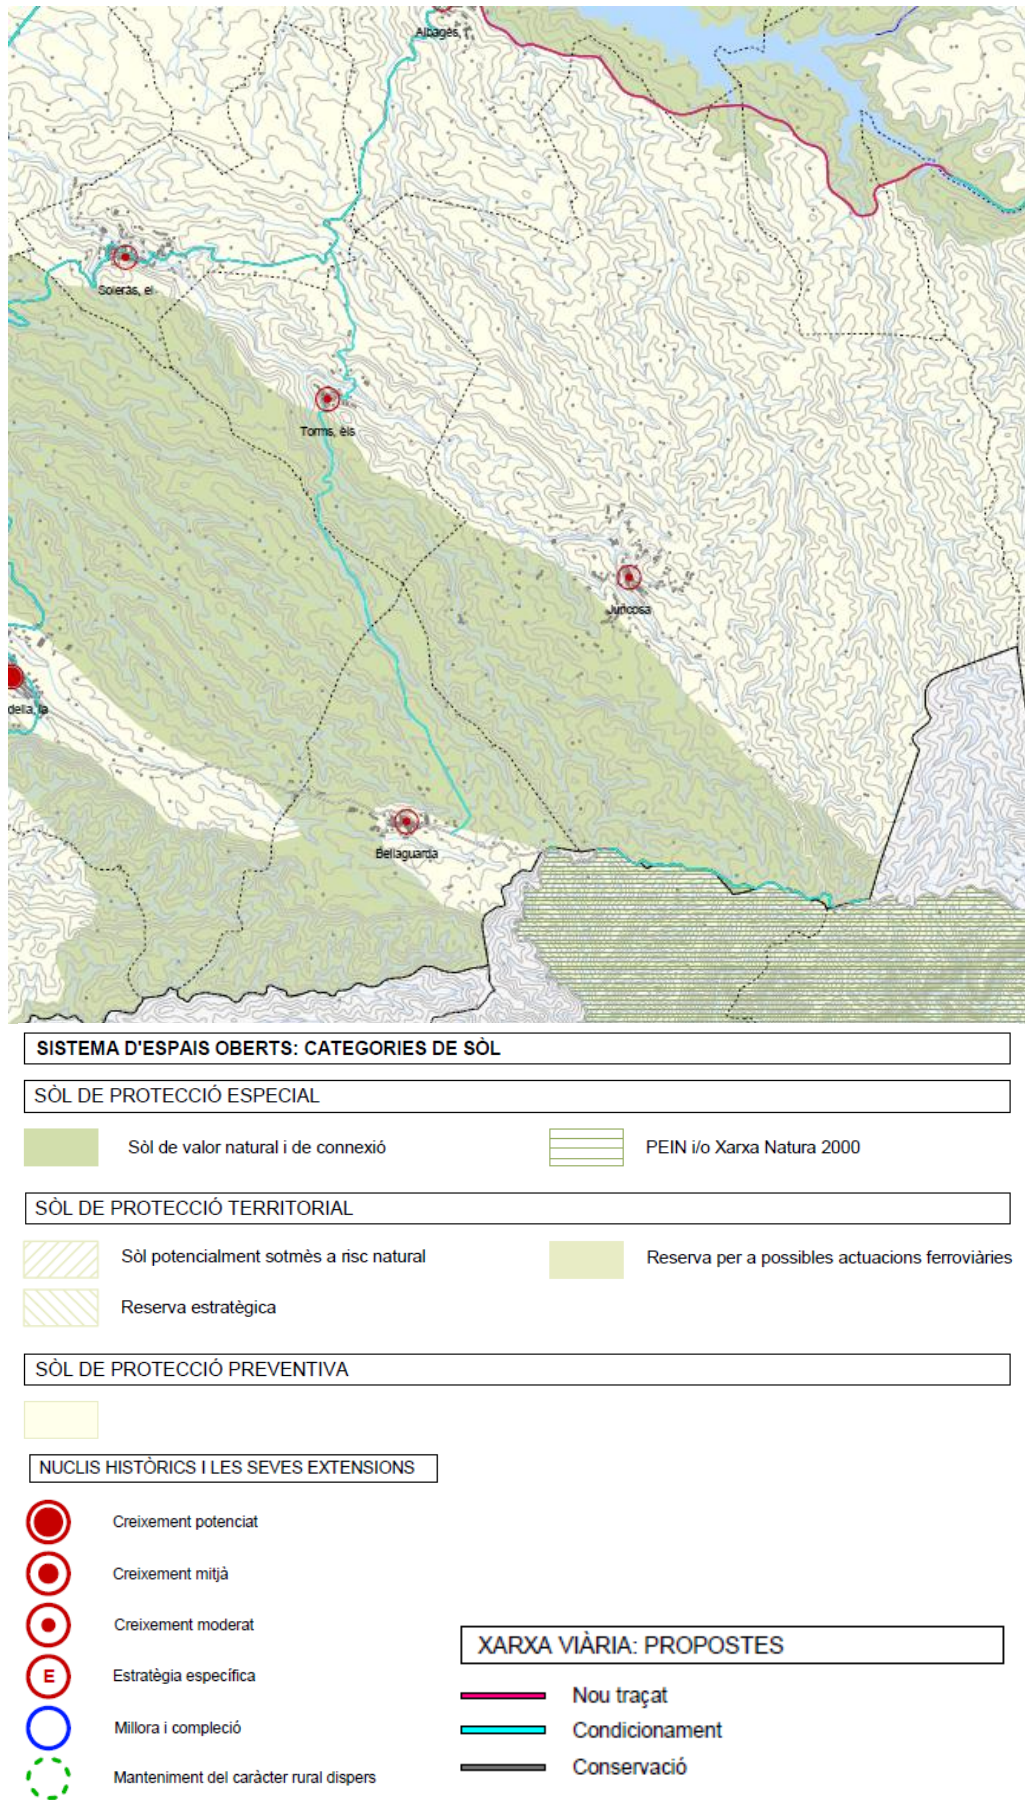 Albagés, l'
Soleràs, el
Torms, els
Juncosa
della, la
Bellaguarda
SISTEMA D'ESPAIS OBERTS: CATEGORIES DE SÒL
SÒL DE PROTECCIÓ ESPECIAL
Sòl de valor natural i de connexió
PEIN i/o Xarxa Natura 2000
SÒL DE PROTECCIÓ TERRITORIAL
Sòl potencialment sotmès a risc natural
Reserva per a possibles actuacions ferroviàries
Reserva estratègica
SÒL DE PROTECCIÓ PREVENTIVA
NUCLIS HISTÒRICS I LES SEVES EXTENSIONS
Creixement potenciat
Creixement mitjà
Creixement moderat
E
Estratègia específica
Millora i compleció
Manteniment del caràcter rural dispers
XARXA VIÀRIA: PROPOSTES
Nou traçat
Condicionament
Conservació